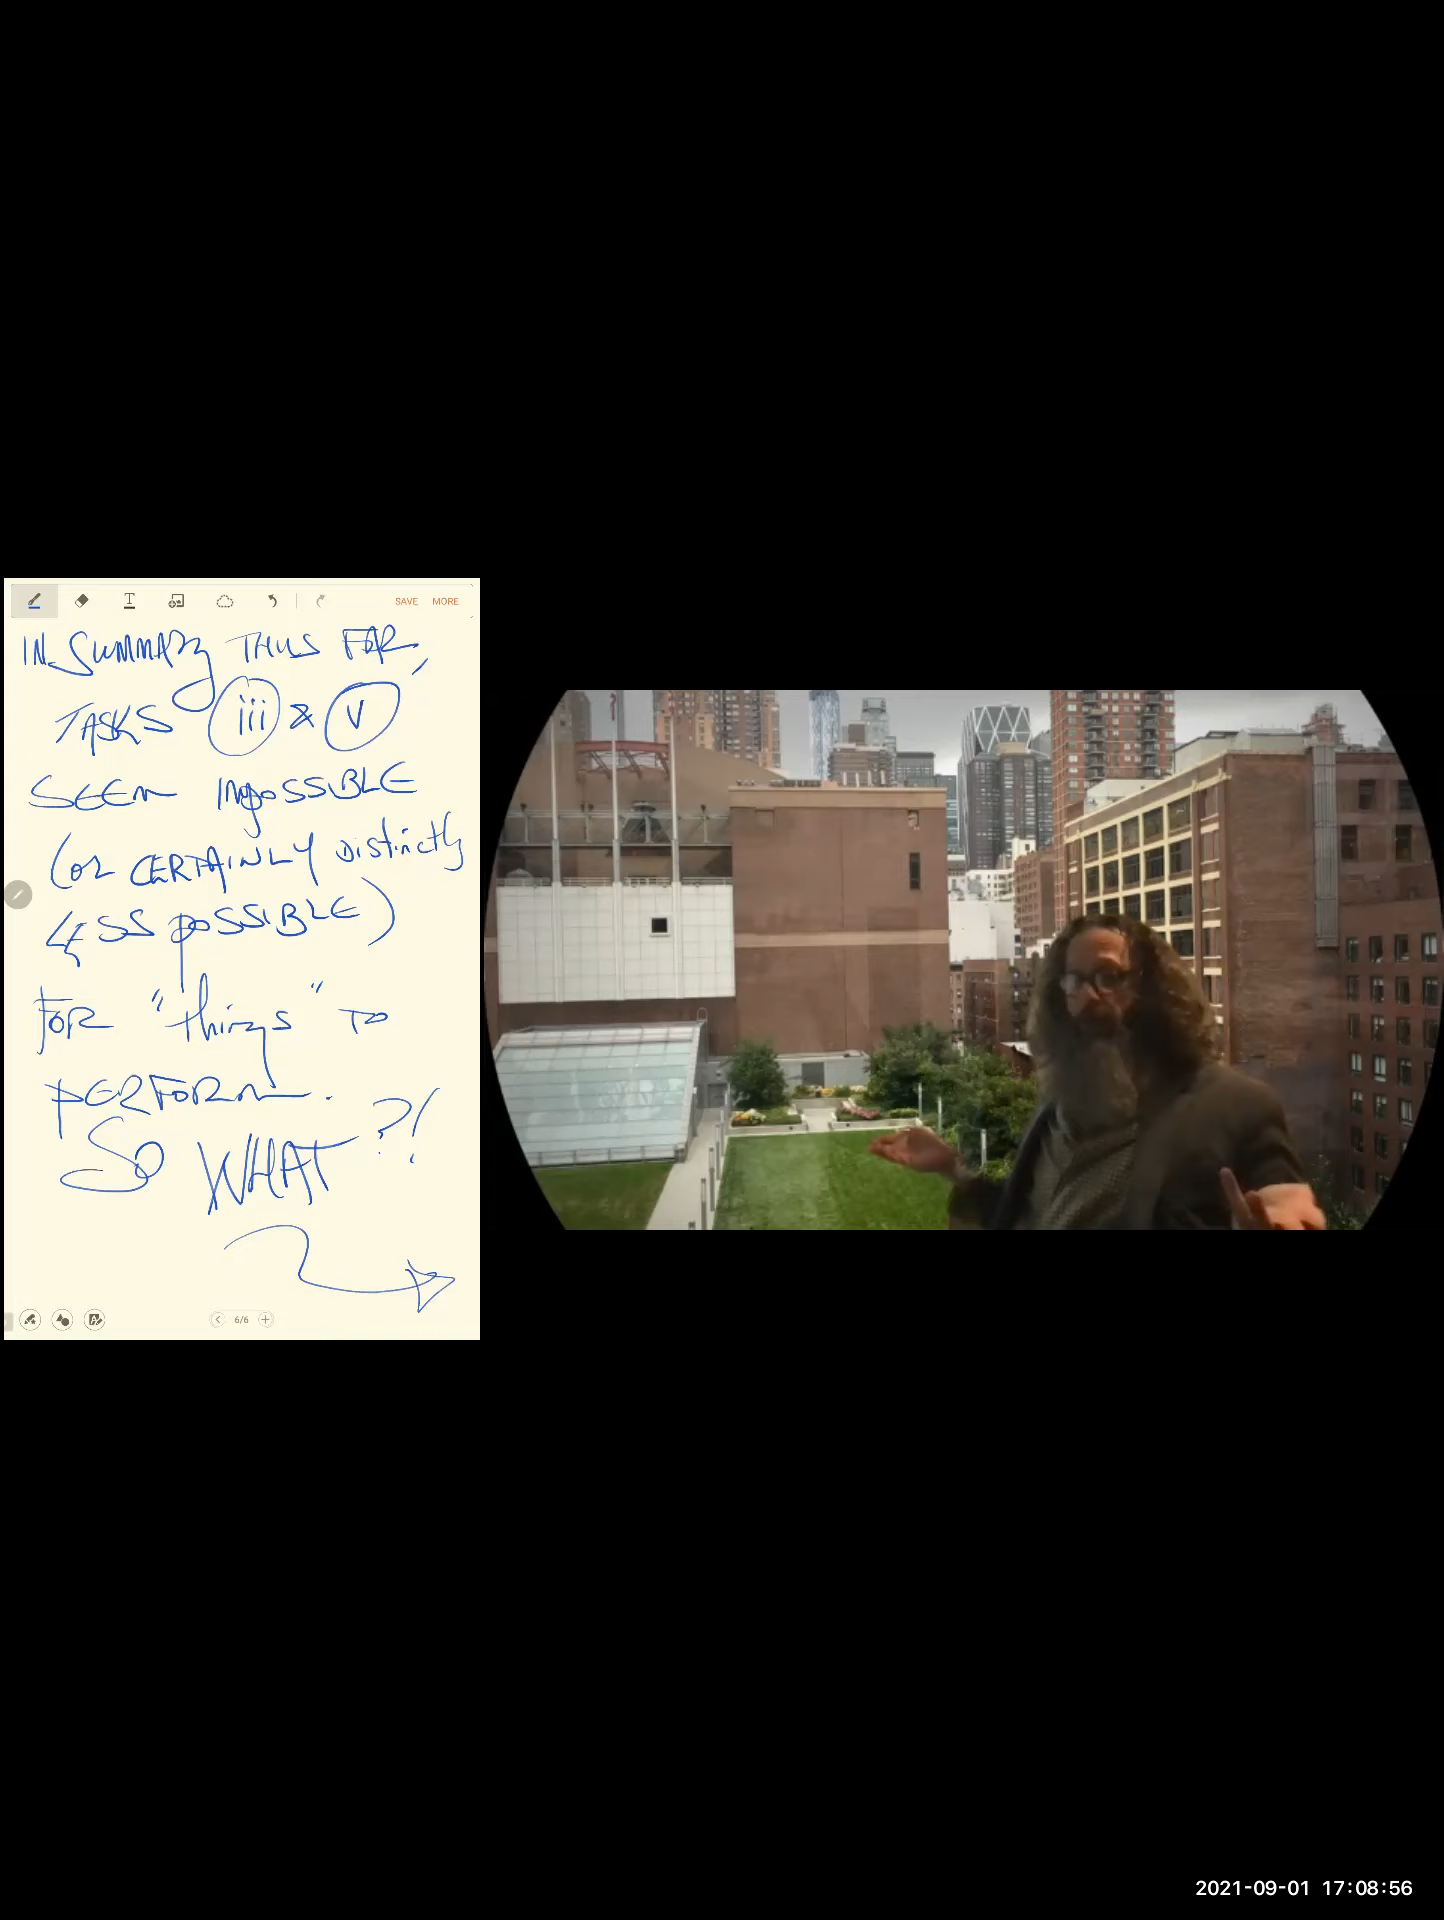 SAVE MORE
IN SUMMARY THUS FAR,
TASKS iii & v
SEEM IMPOSSIBLE
(OR CERTAINLY DISTINCTLY
LESS POSSIBLE)
FOR "things" TO
PERFORM.
SO WHAT?!
6/6
2021-09-01 17:08:56